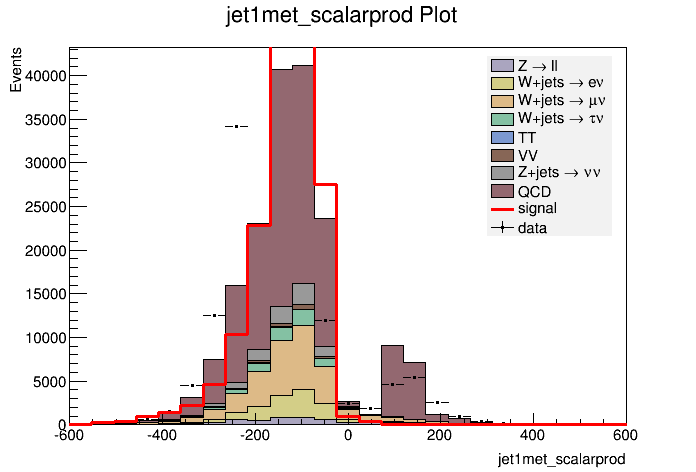 jet1met_scalarprod Plot
Events
40000
35000
30000
25000
20000
15000
10000
5000
0
Z → ll
W+jets → eν
W+jets → μν
W+jets → τν
TT
VV
Z+jets → νν
QCD
signal
data
-600 -400 -200 0 200 400 600
jet1met_scalarprod